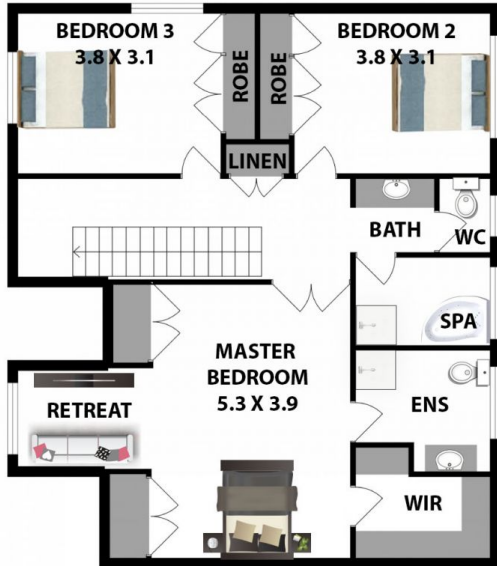 BEDROOM 3
3.8 X 3.1
ROBE
ROBE
BEDROOM 2
3.8 X 3.1
LINEN
BATH
WC
SPA
MASTER
BEDROOM
5.3 X 3.9
RETREAT
ENS
WIR